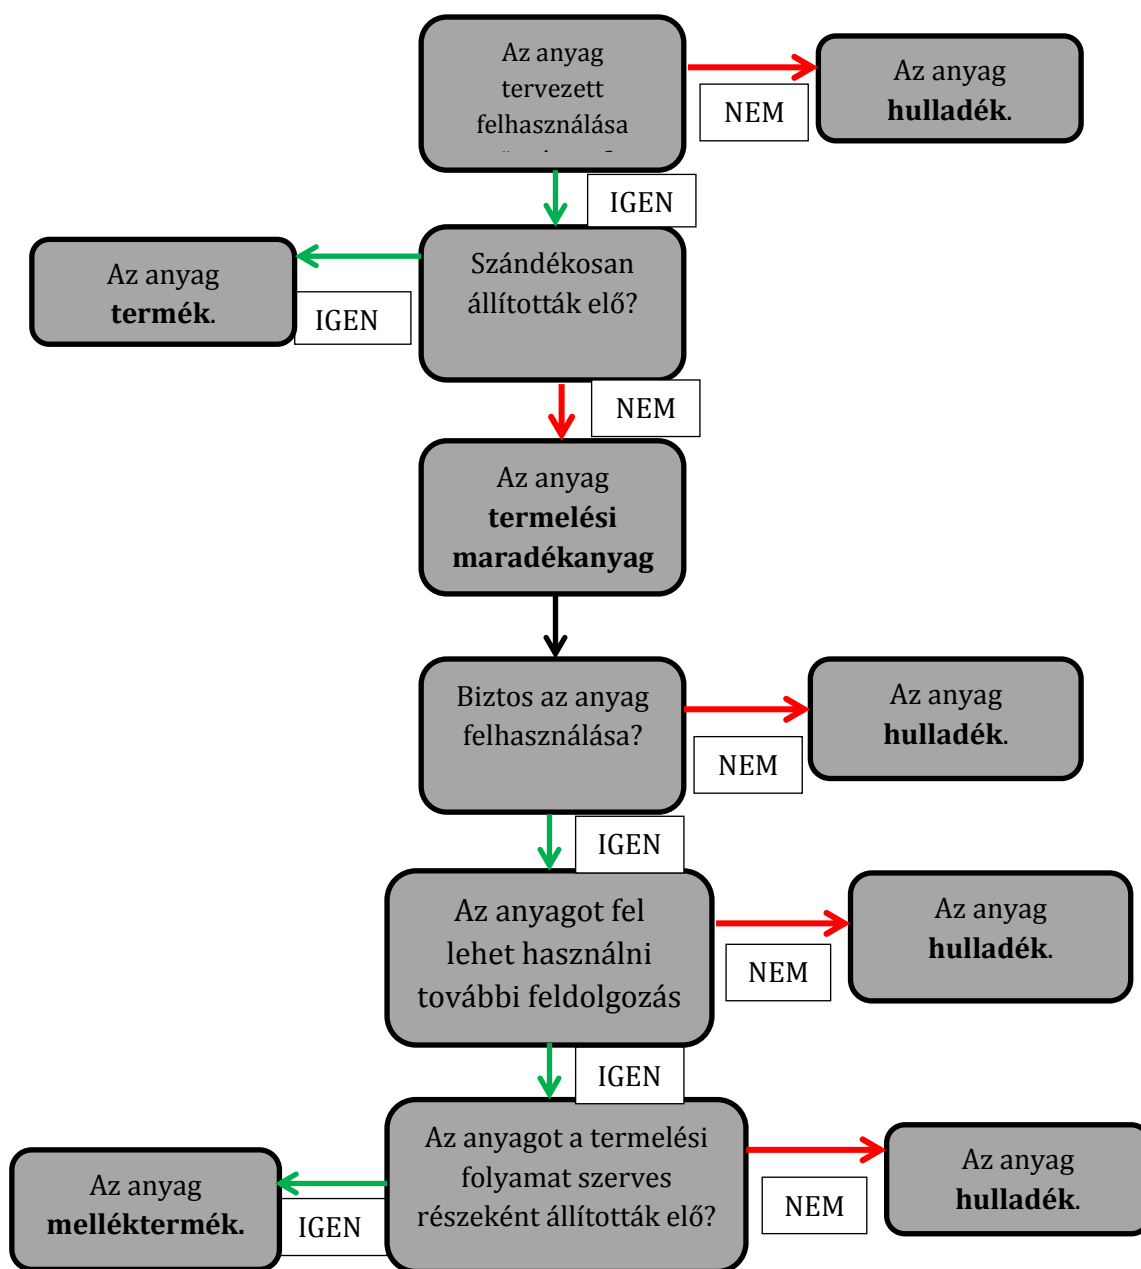 Az anyag
tervezett
felhasználása
NEM
Az anyag
hulladék.
IGEN
Szándékosan
állították elő?
IGEN
Az anyag
termék.
NEM
Az anyag
termelési
maradékanyag
Biztos az anyag
felhasználása?
NEM
Az anyag
hulladék.
IGEN
Az anyagot fel
lehet használni
további feldolgozás
NEM
Az anyag
hulladék.
IGEN
Az anyagot a termelési
folyamat szerves
részeként állították elő?
NEM
Az anyag
hulladék.
IGEN
Az anyag
melléktermék.